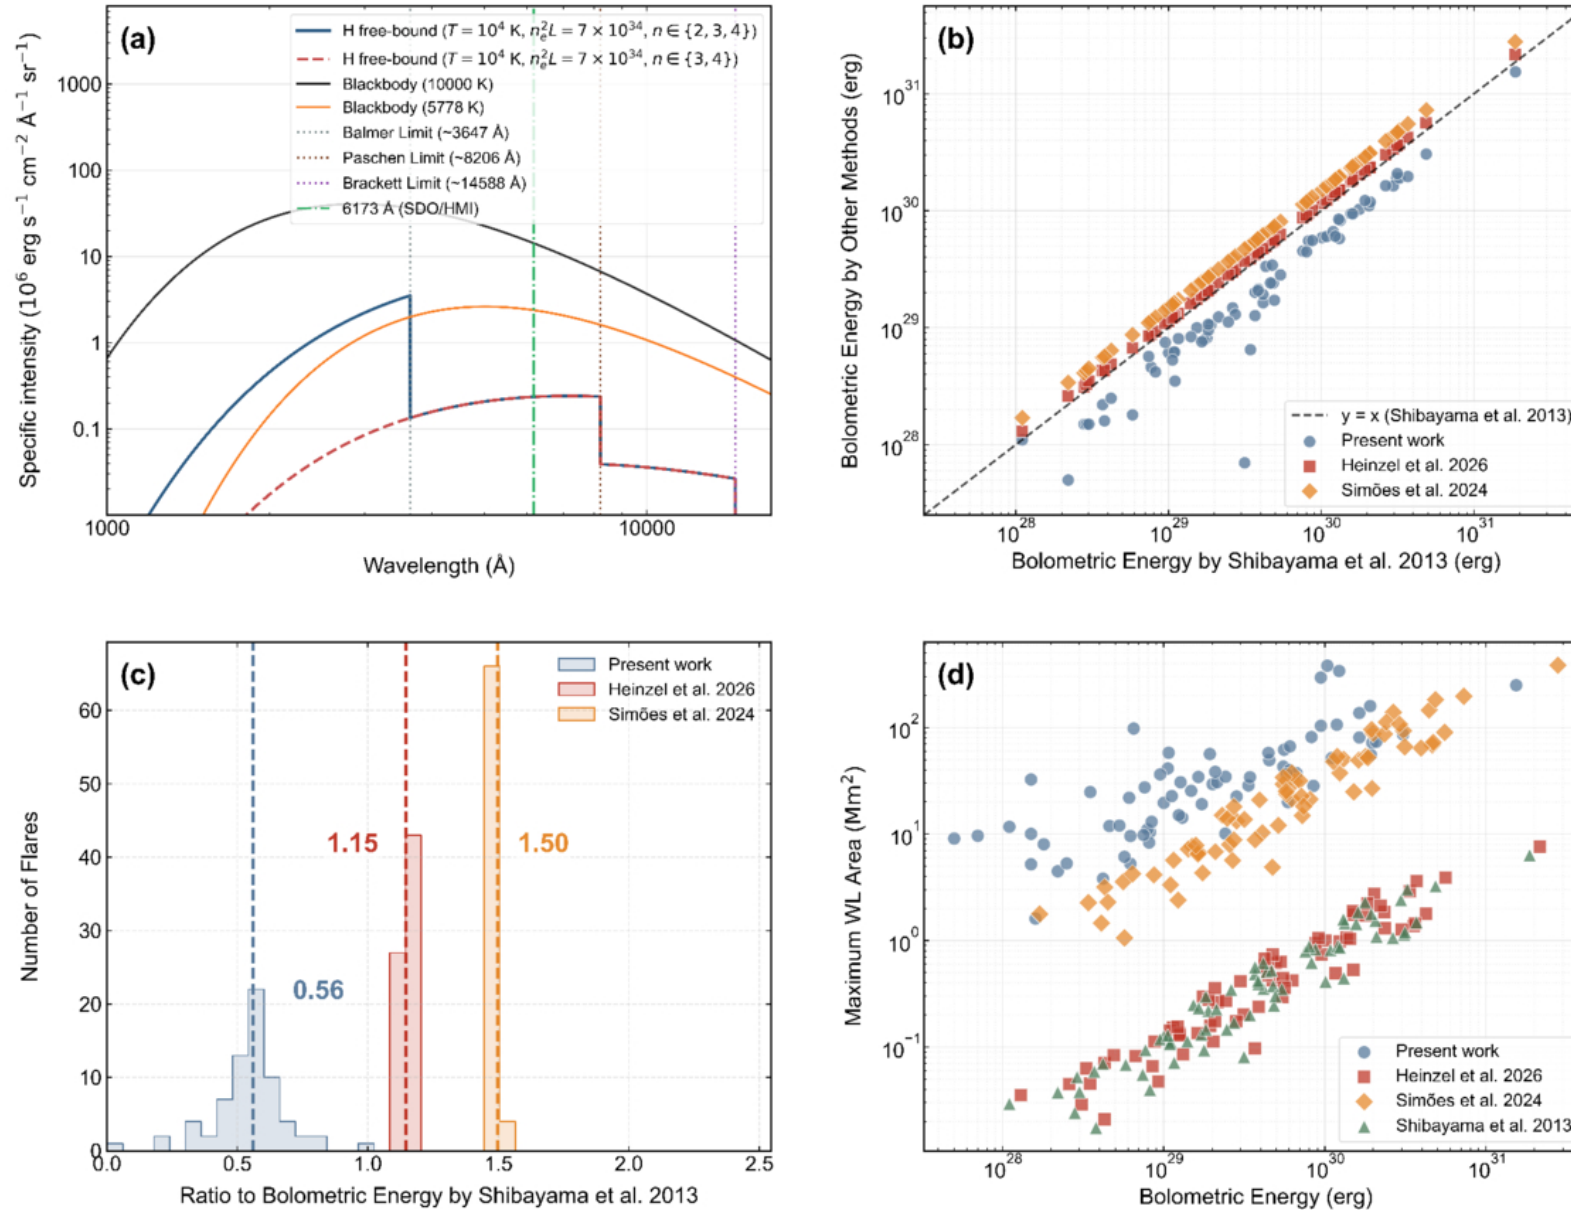 (a)
H free-bound (T = 10⁴ K, nₑ²L = 7 × 10³⁴, n ∈ {2, 3, 4})
H free-bound (T = 10⁴ K, nₑ²L = 7 × 10³⁴, n ∈ {3, 4})
Blackbody (10000 K)
Blackbody (5778 K)
Balmer Limit (~3647 Å)
Paschen Limit (~8206 Å)
Brackett Limit (~14588 Å)
6173 Å (SDO/HMI)
Specific intensity (10⁶ erg s⁻¹ cm⁻² Å⁻¹ sr⁻¹)
1000
100
10
1
0.1
1000
10000
Wavelength (Å)
(b)
Bolometric Energy by Other Methods (erg)
10³¹
10³⁰
10²⁹
10²⁸
y = x (Shibayama et al. 2013)
Present work
Heinzel et al. 2026
Simões et al. 2024
10²⁸
10²⁹
10³⁰
10³¹
Bolometric Energy by Shibayama et al. 2013 (erg)
(c)
Present work
Heinzel et al. 2026
Simões et al. 2024
Number of Flares
60
50
40
30
20
10
0
1.15
1.50
0.56
0.0
0.5
1.0
1.5
2.0
2.5
Ratio to Bolometric Energy by Shibayama et al. 2013
(d)
Maximum WL Area (Mm²)
10²
10¹
10⁰
10⁻¹
Present work
Heinzel et al. 2026
Simões et al. 2024
Shibayama et al. 2013
10²⁸
10²⁹
10³⁰
10³¹
Bolometric Energy (erg)